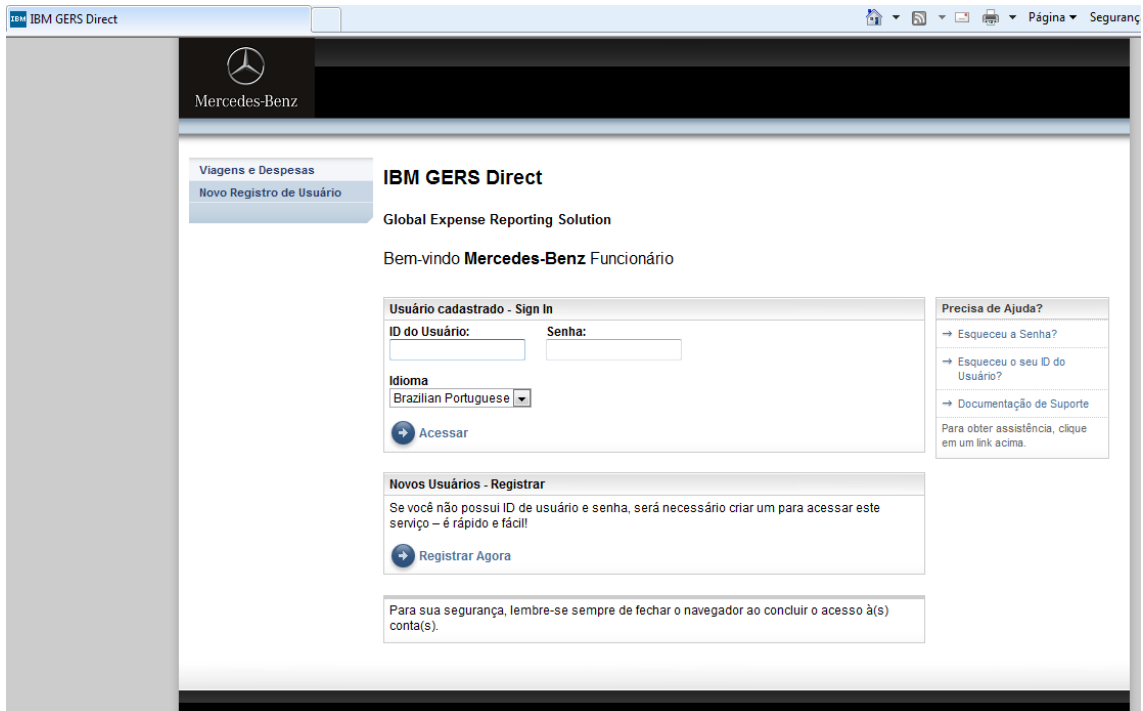 IBM IBM GERS Direct
Página
Seguranç
Mercedes-Benz
Viagens e Despesas
Novo Registro de Usuário
IBM GERS Direct
Global Expense Reporting Solution
Bem-vindo Mercedes-Benz Funcionário
Usuário cadastrado - Sign In
ID do Usuário: Senha:
Idioma
Brazilian Portuguese
Acessar
Novos Usuários - Registrar
Se você não possui ID de usuário e senha, será necessário criar um para acessar este
serviço – é rápido e fácil!
Registrar Agora
Para sua segurança, lembre-se sempre de fechar o navegador ao concluir o acesso à(s)
conta(s).
Precisa de Ajuda?
→ Esqueceu a Senha?
→ Esqueceu o seu ID do
Usuário?
→ Documentação de Suporte
Para obter assistência, clique
em um link acima.